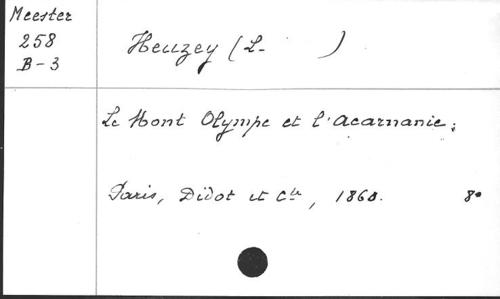 Meester
258
B-3
Heuzey (L. )
Le Mont Olympe et l'Acarnanie;
Paris, Didot et Cie, 1860. 8°